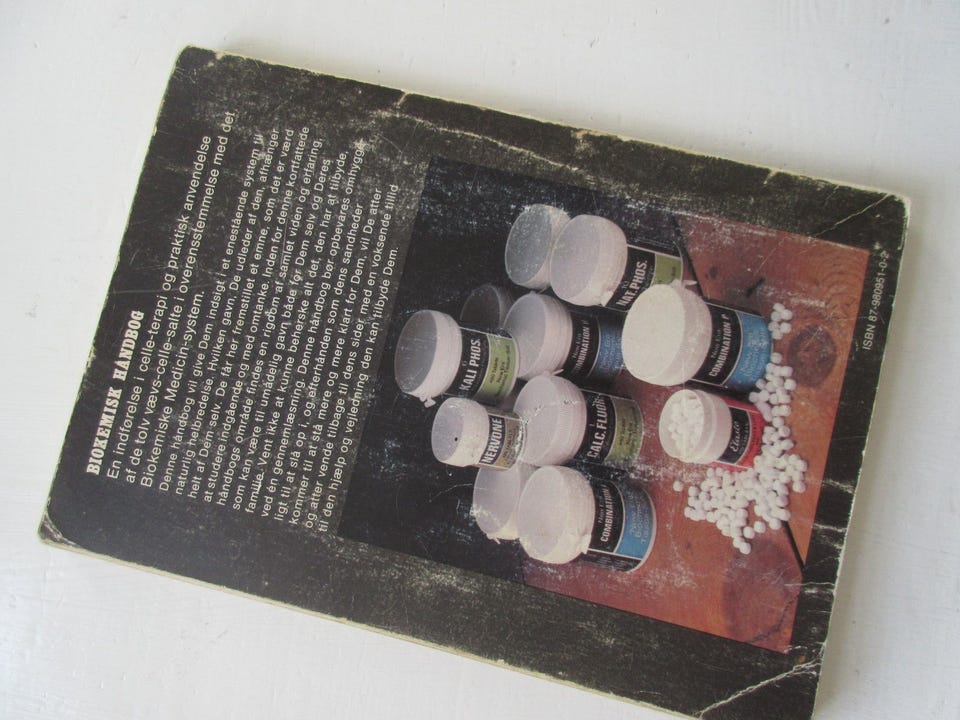 BIOKEMISK HANDBOG
En indførelse i celle-terapi og praktisk anvendelse
af de tolv vævs-celle-salte i overensstemmelse med det
Biokemiske Medicin-system.
Denne håndbog vil give Dem indsigt i et enestående system til
naturlig helbredelse. Hvilken gavn, De udleder af den, afhænger
helt af Dem selv. De får her fremstillet et emne, som det er værd
at studere indgående og med omtanke. Inden for denne kortfattede
håndbogs område findes en rigdom af samlet viden og erfaring,
som kan være til umådelig gavn både for Dem selv og Deres
familie. Vent ikke at kunne beherske alt det, den har at tilbyde,
ved én gennemlæsning. Denne håndbog bør opbevares omhygge-
ligt til at slå op i, og efterhånden som dens sandheder
kommer til at stå mere og mere klart for Dem, vil De atter
og atter vende tilbage til dens sider med en voksende tillid
til den hjælp og vejledning den kan tilbyde Dem.
NAT. PHOS.
KALI PHOS.
COMBINATION
COMBINATION
NERVONE
CALC. FLUOR
Elasto
COMBINATION
ISBN 87-980951-0-2